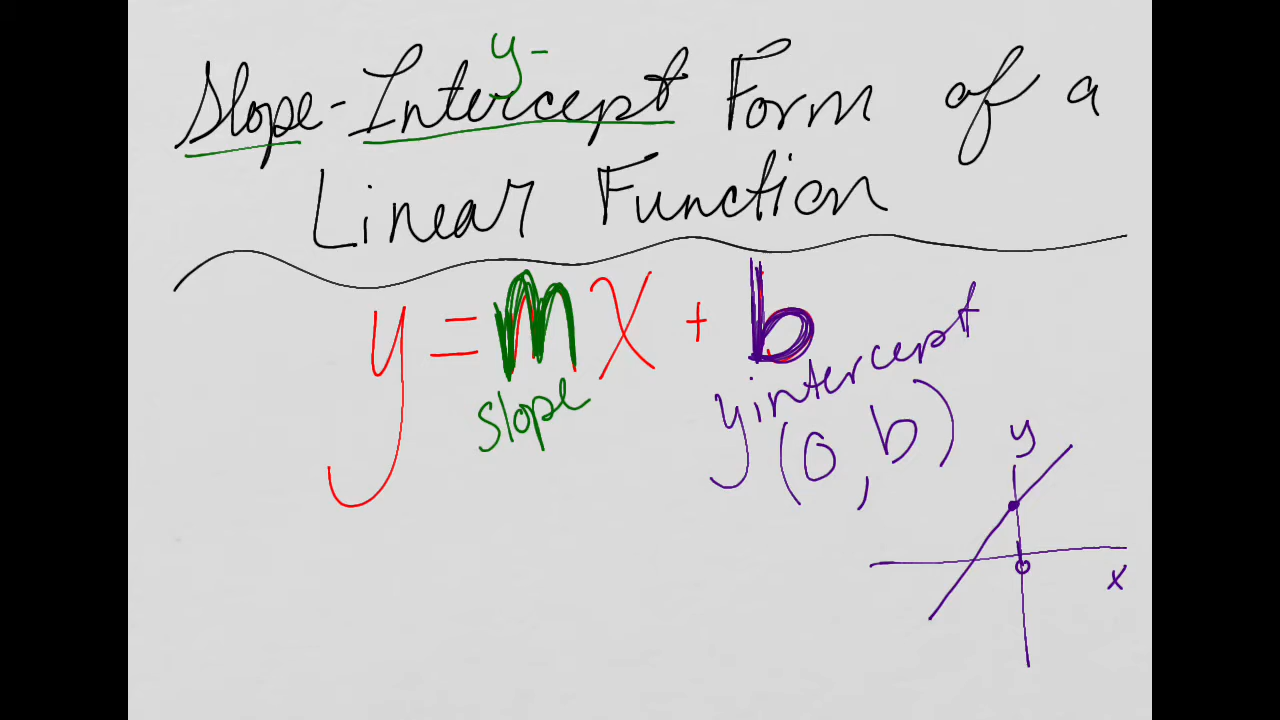 y-
Slope-Intercept Form of a
Linear Function
y = mx + b
slope
y intercept
(0, b)
y
x